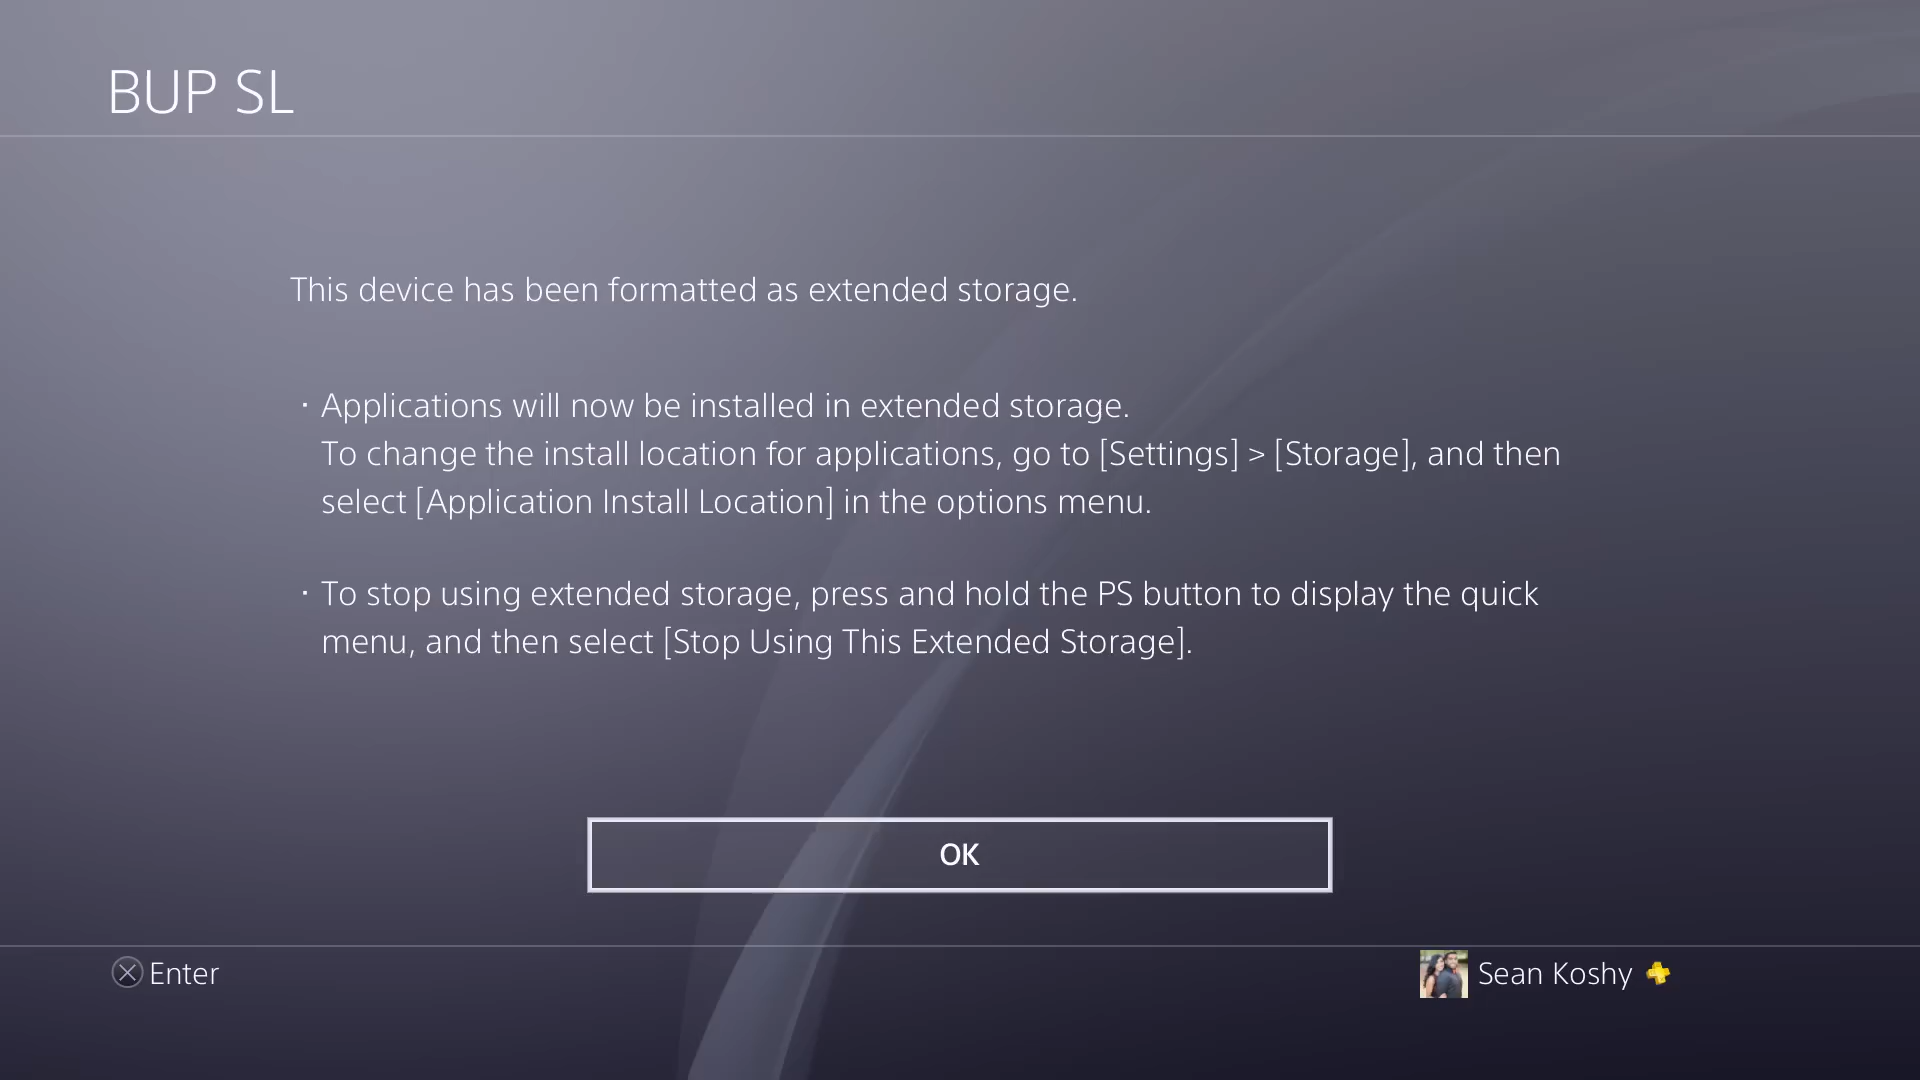 BUP SL
This device has been formatted as extended storage.
· Applications will now be installed in extended storage.
To change the install location for applications, go to [Settings] > [Storage], and then
select [Application Install Location] in the options menu.
· To stop using extended storage, press and hold the PS button to display the quick
menu, and then select [Stop Using This Extended Storage].
OK
Enter
Sean Koshy